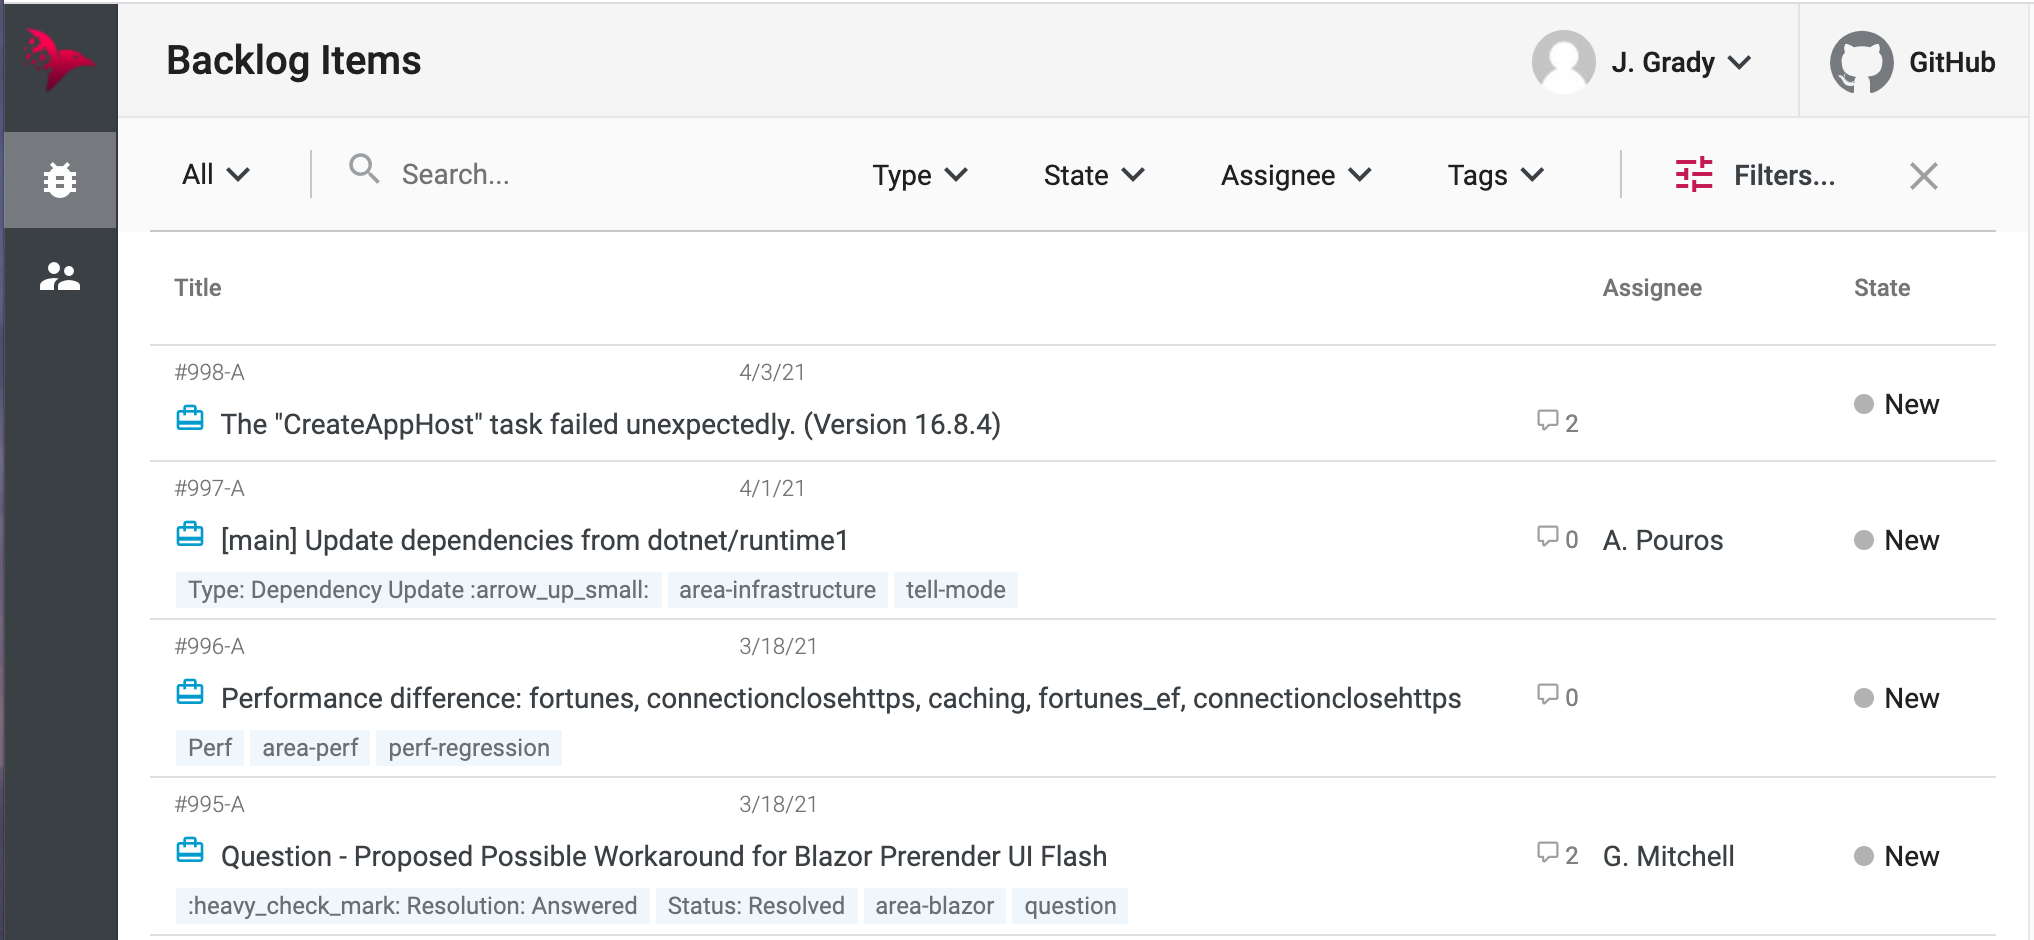 Backlog Items
J. Grady
GitHub
All
Search...
Type
State
Assignee
Tags
Filters...
Title
Assignee
State
#998-A
4/3/21
The "CreateAppHost" task failed unexpectedly. (Version 16.8.4)
2
New
#997-A
4/1/21
[main] Update dependencies from dotnet/runtime1
0
A. Pouros
New
Type: Dependency Update :arrow_up_small:
area-infrastructure
tell-mode
#996-A
3/18/21
Performance difference: fortunes, connectionclosehttps, caching, fortunes_ef, connectionclosehttps
0
New
Perf
area-perf
perf-regression
#995-A
3/18/21
Question - Proposed Possible Workaround for Blazor Prerender UI Flash
2
G. Mitchell
New
:heavy_check_mark: Resolution: Answered
Status: Resolved
area-blazor
question